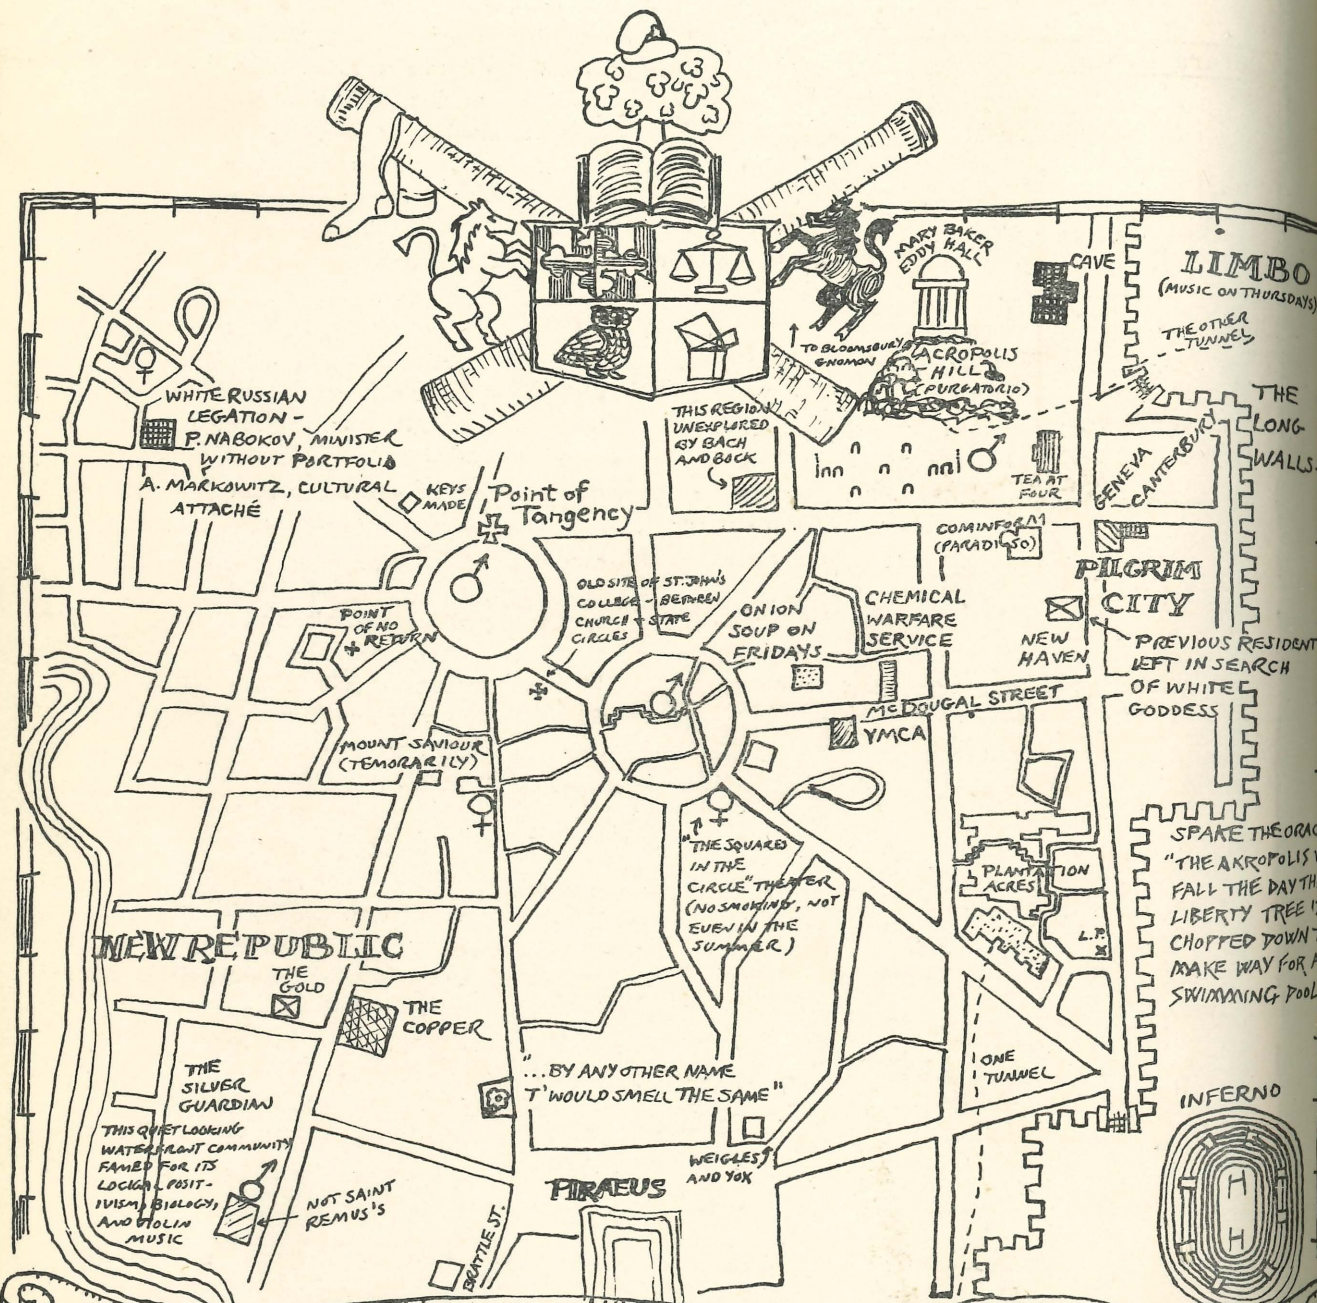 MARY BAKER
EDDY HALL
CAVE
LIMBO
(MUSIC ON THURSDAYS)
THE OTHER
TUNNEL
TO BLOOMSBURY
GNOMON
ACROPOLIS
HILL
(PURGATORIO)
THE
LONG
WALLS
WHITE RUSSIAN
LEGATION -
P. NABOKOV, MINISTER
WITHOUT PORTFOLIO
A. MARKOWITZ, CULTURAL
ATTACHÉ
THIS REGION
UNEXPLORED
BY BACH
AND BOCK
KEYS
MADE
Point of
Tangency
TEA AT
FOUR
GENEVA
CANTERBURY
COMINFORM
(PARADISO)
PILGRIM
CITY
OLD SITE OF ST. JOHN'S
COLLEGE - BETWEEN
CHURCH + STATE
CIRCLES
POINT
OF NO
RETURN
ONION
SOUP ON
FRIDAYS
CHEMICAL
WARFARE
SERVICE
NEW
HAVEN
PREVIOUS RESIDENT
LEFT IN SEARCH
OF WHITE
GODDESS
McDOUGAL STREET
YMCA
MOUNT SAVIOUR
(TEMORARILY)
"THE SQUARES
IN THE
CIRCLE" THEATER
(NO SMOKING, NOT
EVEN IN THE
SUMMER)
PLANTATION
ACRES
L.P.
X
SPAKE THE
"THE AKROPOLIS
FALL THE DAY
LIBERTY TREE
CHOPPED DOWN
MAKE WAY FOR
SWIMMING POOL
NEW REPUBLIC
THE
GOLD
THE
COPPER
THE
SILVER
GUARDIAN
THIS QUIET LOOKING
WATERFRONT COMMUNITY
FAMED FOR ITS
LOCIGAL POSIT-
IVISM, BIOLOGY,
AND VIOLIN
MUSIC
NOT SAINT
REMUS'S
"...BY ANY OTHER NAME
T'WOULD SMELL THE SAME"
WEIGLES
AND YOX
ONE
TUNNEL
INFERNO
PIRAEUS
BRATTLE ST.